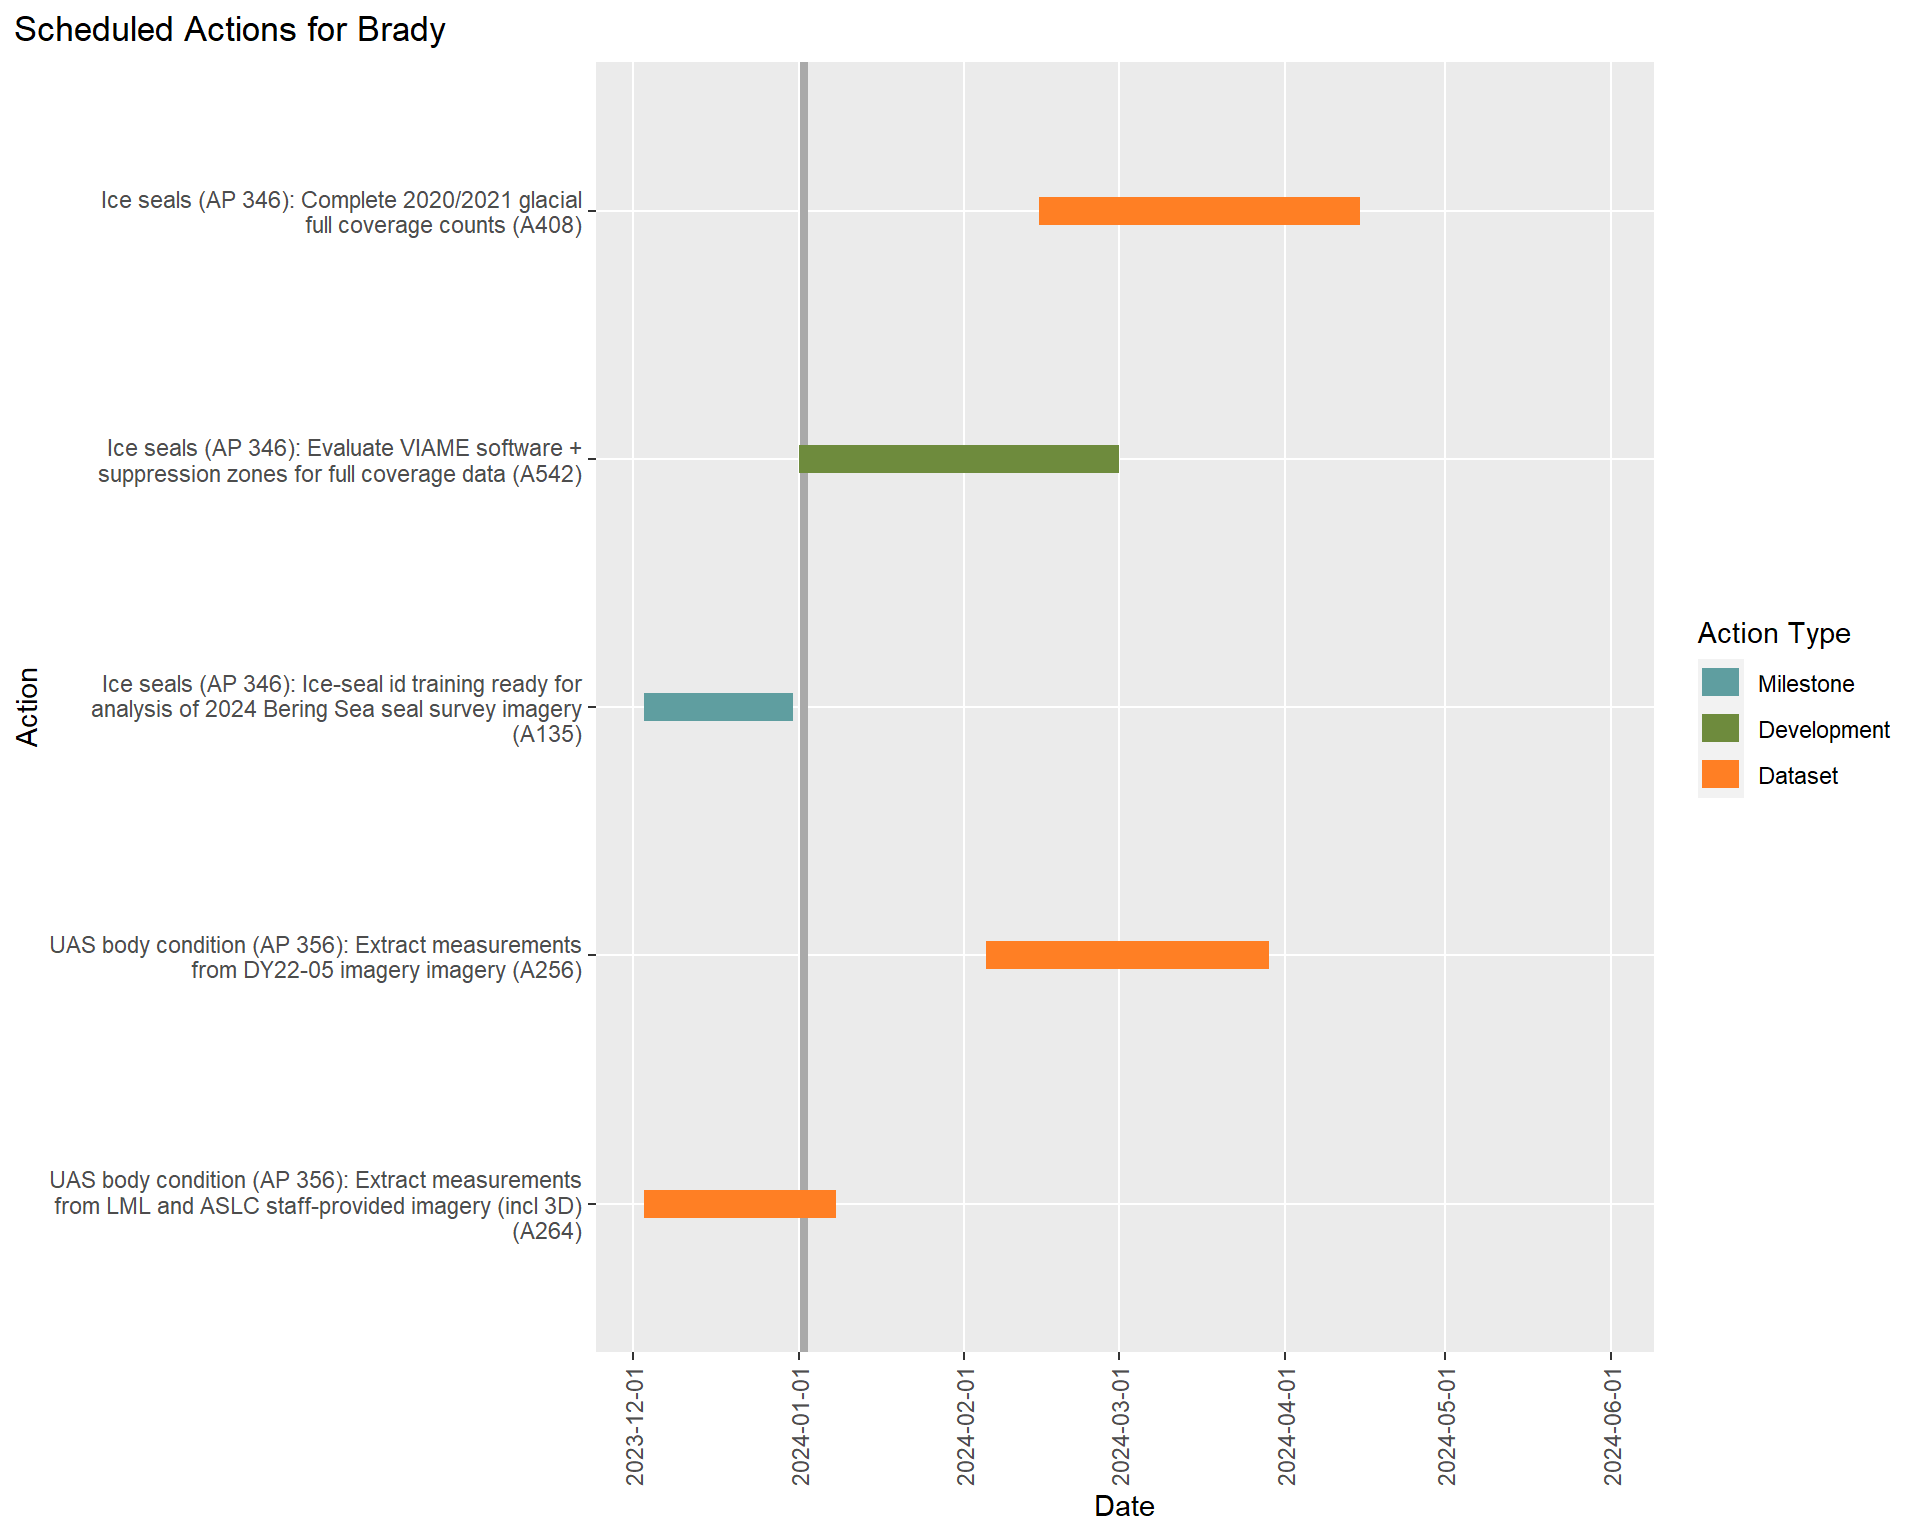 Scheduled Actions for Brady
Ice seals (AP 346): Complete 2020/2021 glacial
full coverage counts (A408)
Ice seals (AP 346): Evaluate VIAME software +
suppression zones for full coverage data (A542)
Ice seals (AP 346): Ice-seal id training ready for
analysis of 2024 Bering Sea seal survey imagery
(A135)
UAS body condition (AP 356): Extract measurements
from DY22-05 imagery imagery (A256)
UAS body condition (AP 356): Extract measurements
from LML and ASLC staff-provided imagery (incl 3D)
(A264)
Action
2023-12-01
2024-01-01
2024-02-01
2024-03-01
2024-04-01
2024-05-01
2024-06-01
Date
Action Type
Milestone
Development
Dataset